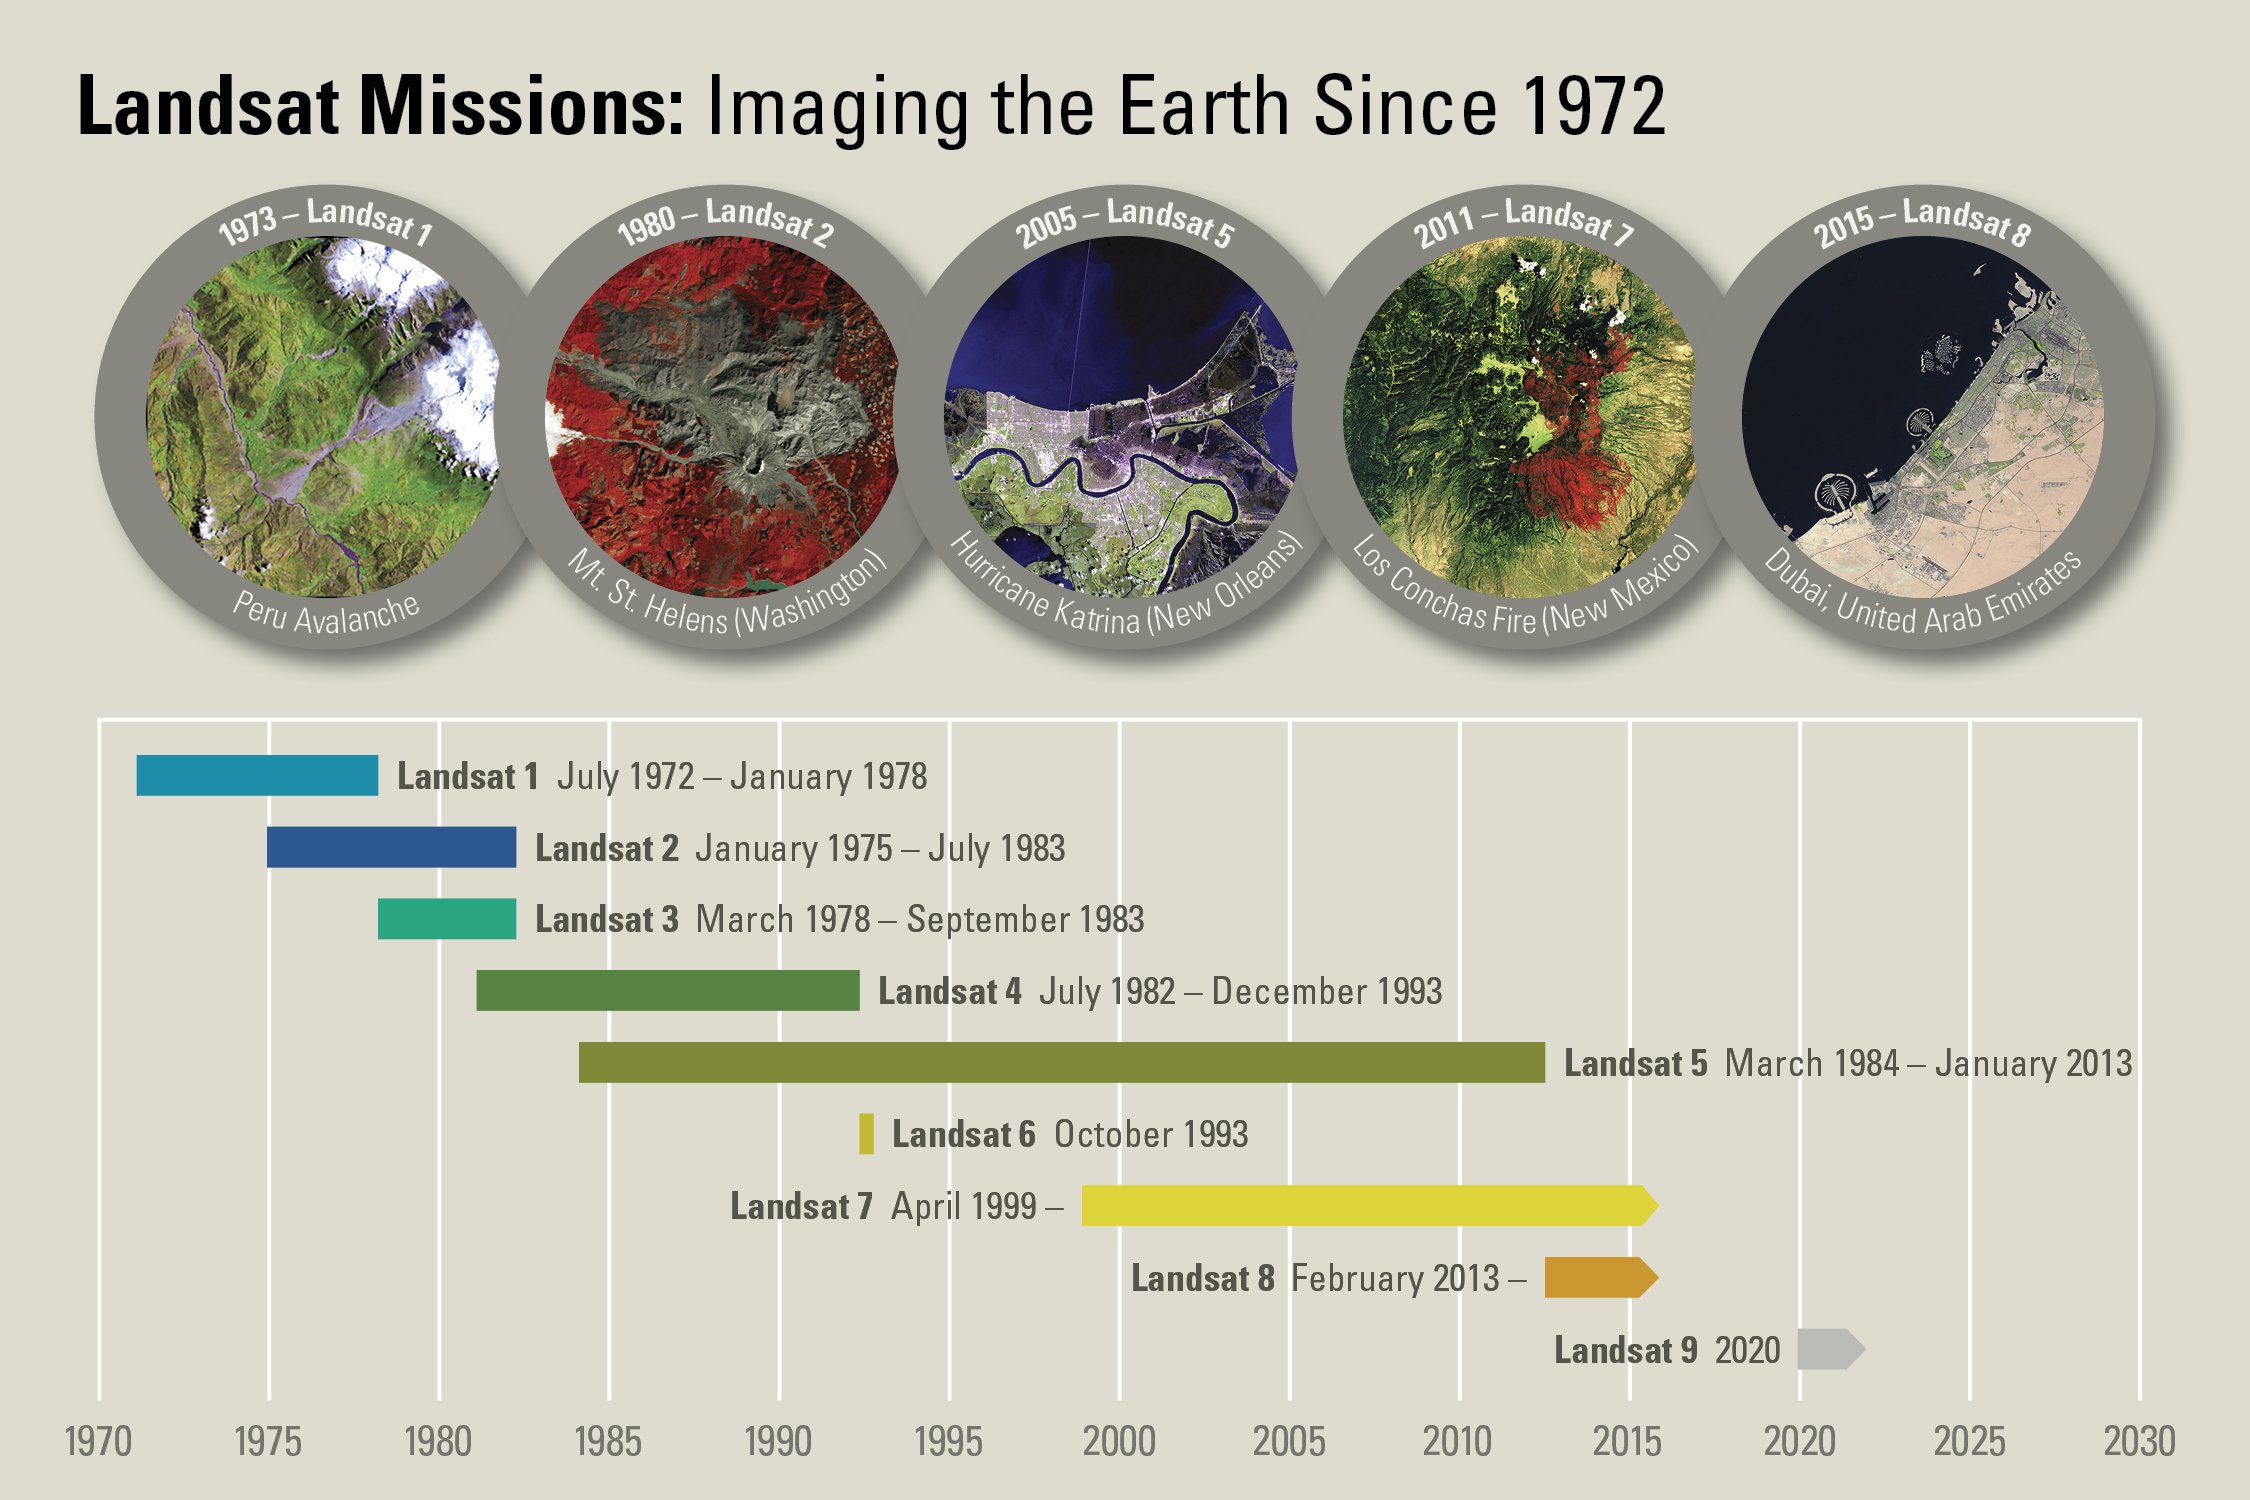 Landsat Missions: Imaging the Earth Since 1972
1973 – Landsat 1
Peru Avalanche
1980 – Landsat 2
Mt. St. Helens (Washington)
2005 – Landsat 5
Hurricane Katrina (New Orleans)
2011 – Landsat 7
Los Conchas Fire (New Mexico)
2015 – Landsat 8
Dubai, United Arab Emirates
Landsat 1 July 1972 – January 1978
Landsat 2 January 1975 – July 1983
Landsat 3 March 1978 – September 1983
Landsat 4 July 1982 – December 1993
Landsat 5 March 1984 – January 2013
Landsat 6 October 1993
Landsat 7 April 1999 –
Landsat 8 February 2013 –
Landsat 9 2020
1970 1975 1980 1985 1990 1995 2000 2005 2010 2015 2020 2025 2030